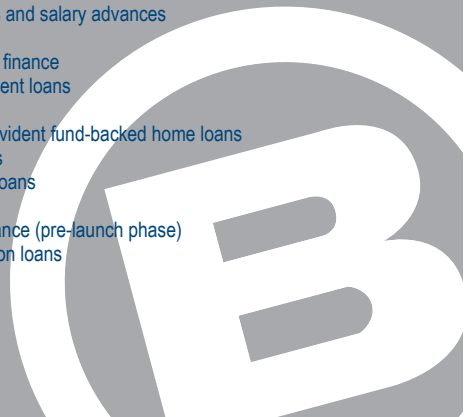 s and salary advances
finance
ent loans
vident fund-backed home loans
s
oans
ance (pre-launch phase)
on loans
B